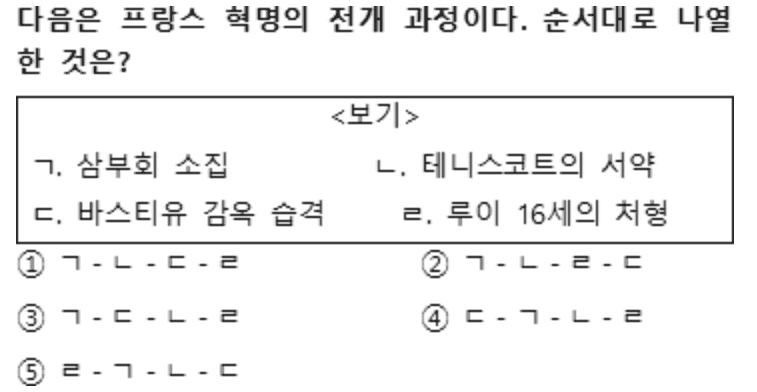 다음은 프랑스 혁명의 전개 과정이다. 순서대로 나열
한 것은?
<보기>
ㄱ. 삼부회 소집 ㄴ. 테니스코트의 서약
ㄷ. 바스티유 감옥 습격 ㄹ. 루이 16세의 처형
① ㄱ - ㄴ - ㄷ - ㄹ ② ㄱ - ㄴ - ㄹ - ㄷ
③ ㄱ - ㄷ - ㄴ - ㄹ ④ ㄷ - ㄱ - ㄴ - ㄹ
⑤ ㄹ - ㄱ - ㄴ - ㄷ